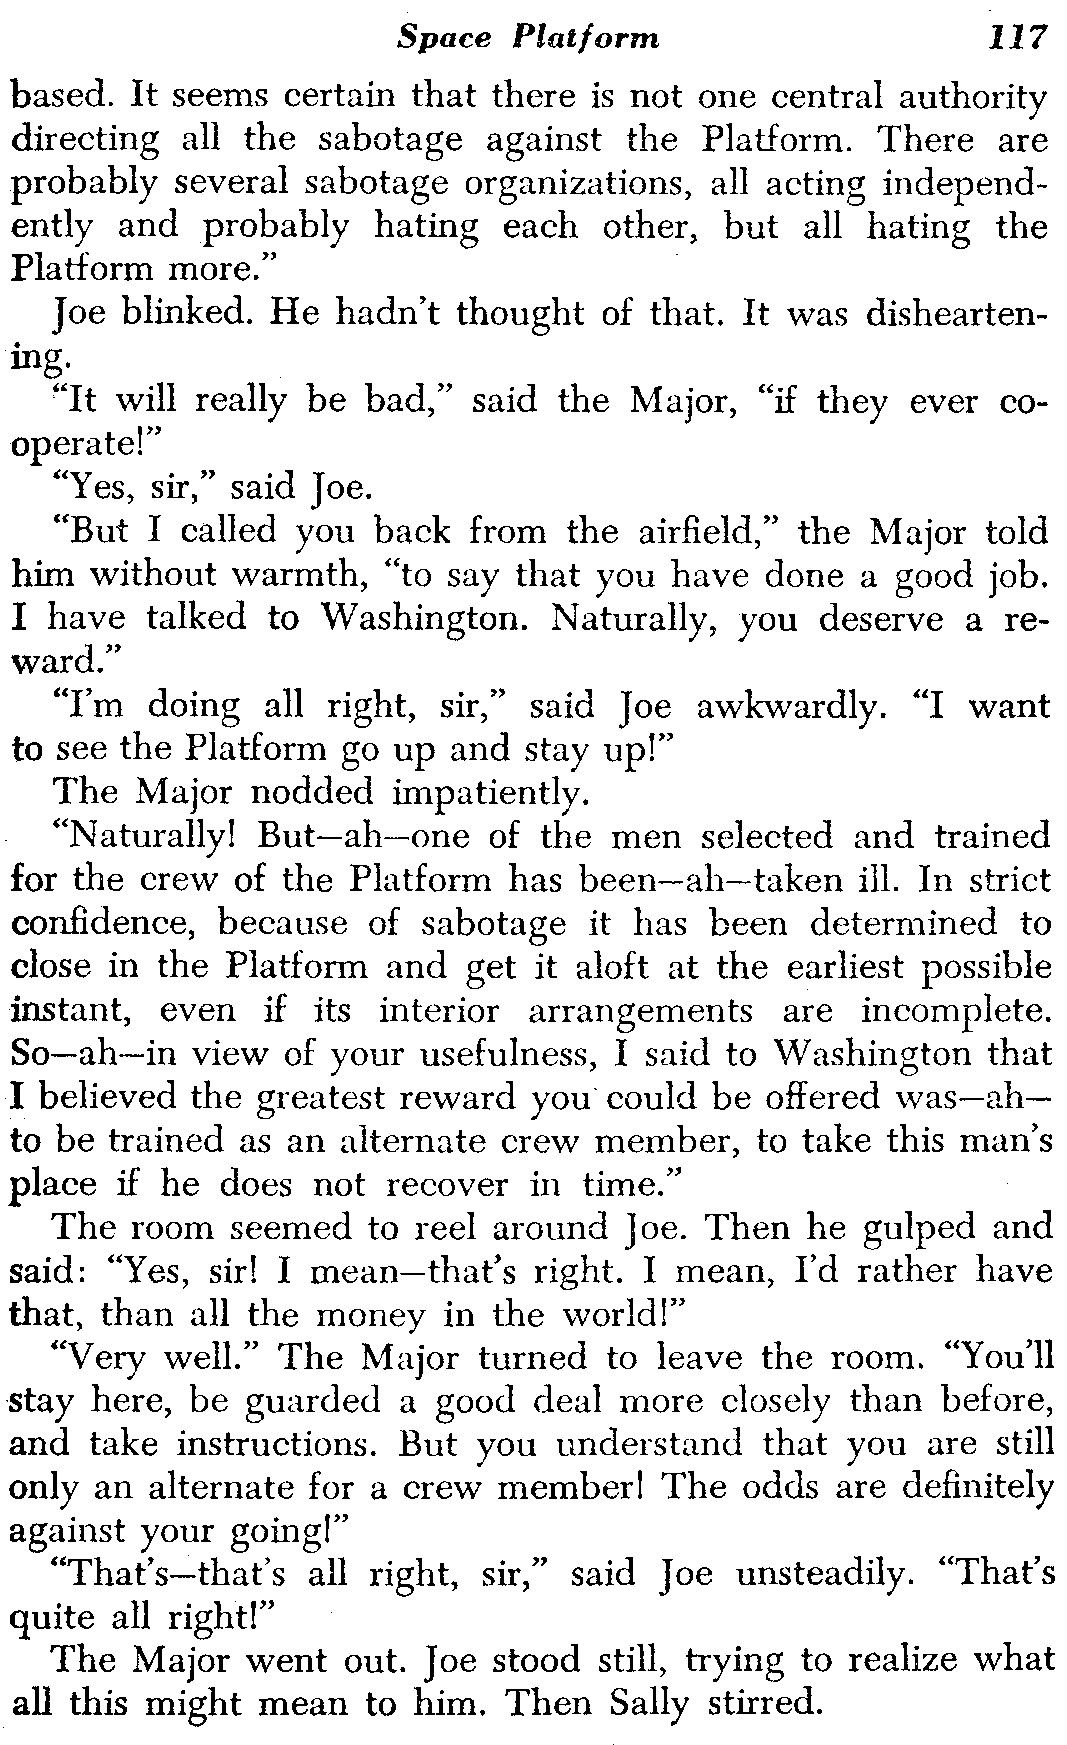 Space Platform 117
based. It seems certain that there is not one central authority
directing all the sabotage against the Platform. There are
probably several sabotage organizations, all acting independ-
ently and probably hating each other, but all hating the
Platform more.”
Joe blinked. He hadn’t thought of that. It was dishearten-
ing.
“It will really be bad,” said the Major, “if they ever co-
operate!”
“Yes, sir,” said Joe.
“But I called you back from the airfield,” the Major told
him without warmth, “to say that you have done a good job.
I have talked to Washington. Naturally, you deserve a re-
ward.”
“I’m doing all right, sir,” said Joe awkwardly. “I want
to see the Platform go up and stay up!”
The Major nodded impatiently.
“Naturally! But—ah—one of the men selected and trained
for the crew of the Platform has been—ah—taken ill. In strict
confidence, because of sabotage it has been determined to
close in the Platform and get it aloft at the earliest possible
instant, even if its interior arrangements are incomplete.
So—ah—in view of your usefulness, I said to Washington that
I believed the greatest reward you could be offered was—ah—
to be trained as an alternate crew member, to take this man’s
place if he does not recover in time.”
The room seemed to reel around Joe. Then he gulped and
said: “Yes, sir! I mean—that’s right. I mean, I’d rather have
that, than all the money in the world!”
“Very well.” The Major turned to leave the room. “You’ll
stay here, be guarded a good deal more closely than before,
and take instructions. But you understand that you are still
only an alternate for a crew member! The odds are definitely
against your going!”
“That’s—that’s all right, sir,” said Joe unsteadily. “That’s
quite all right!”
The Major went out. Joe stood still, trying to realize what
all this might mean to him. Then Sally stirred.